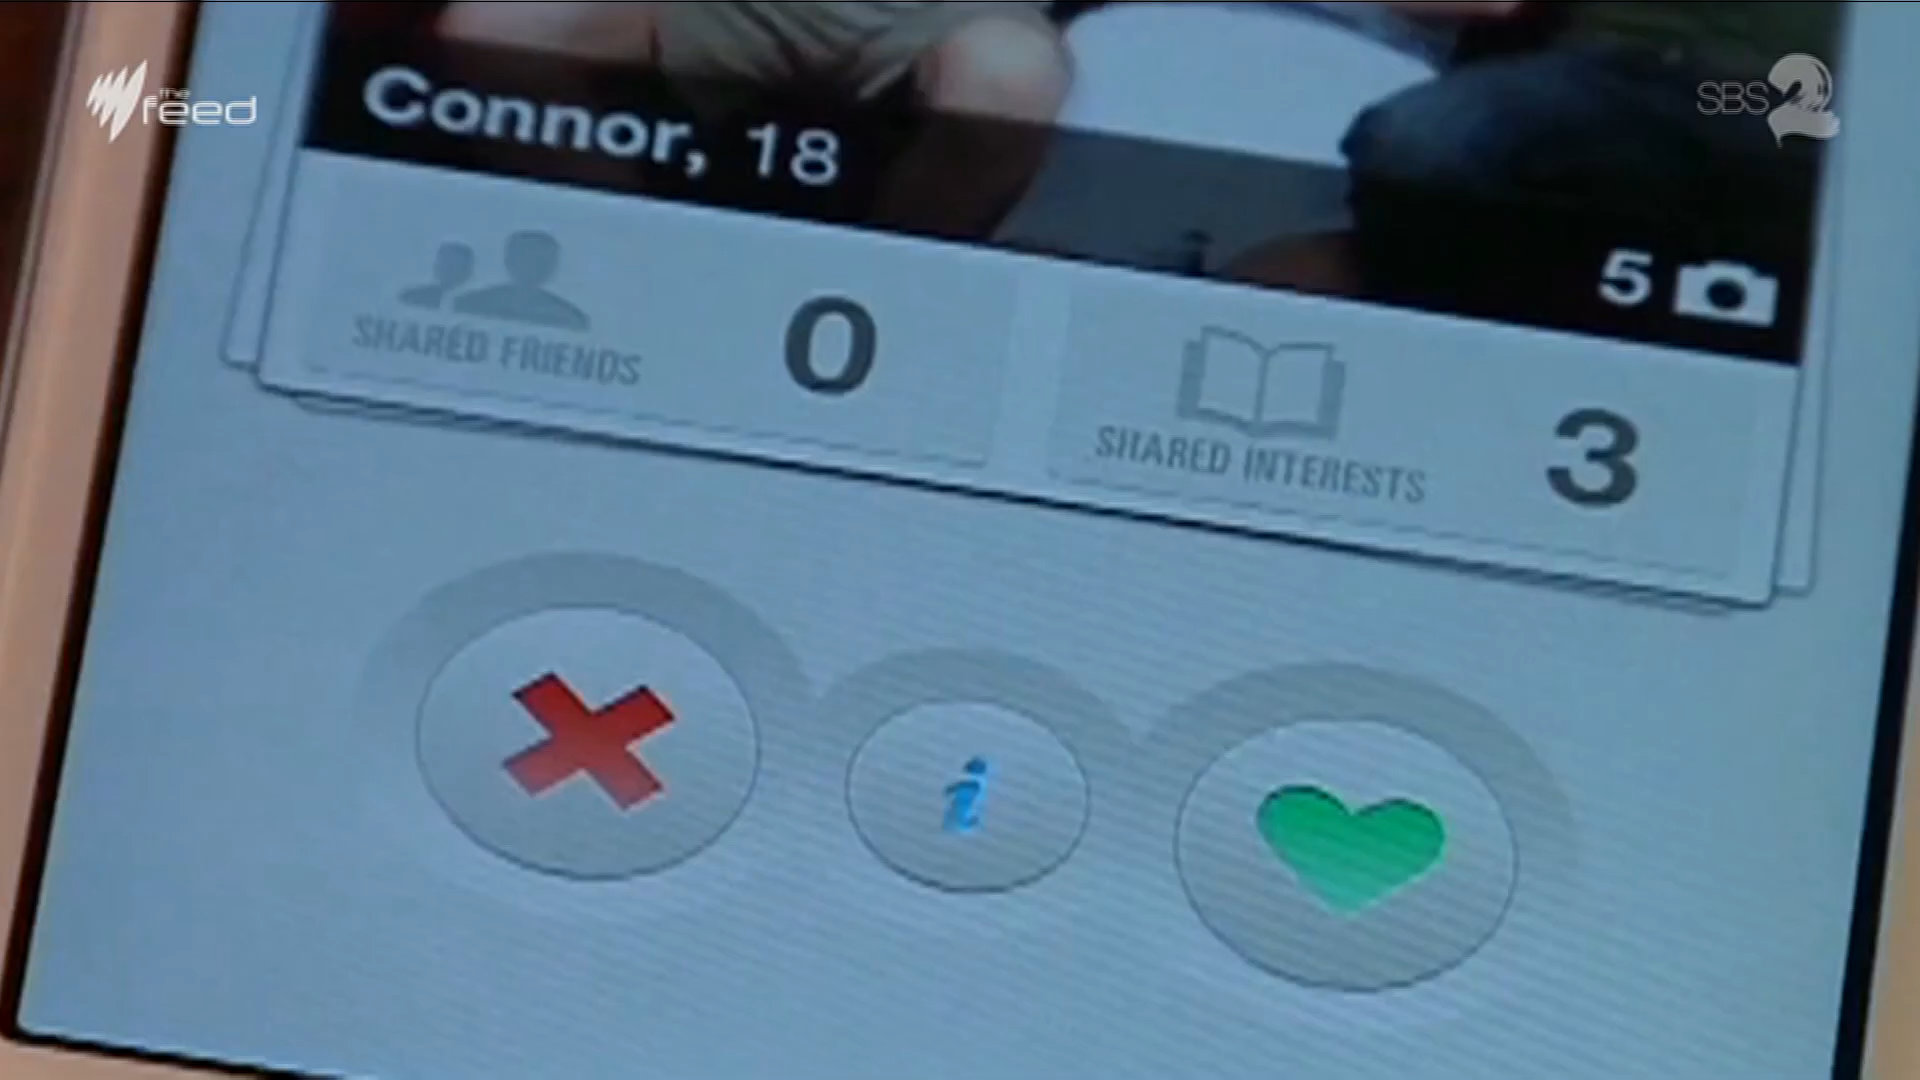 the
feed
SBS 2
Connor, 18
5
SHARED FRIENDS
0
SHARED INTERESTS
3
i